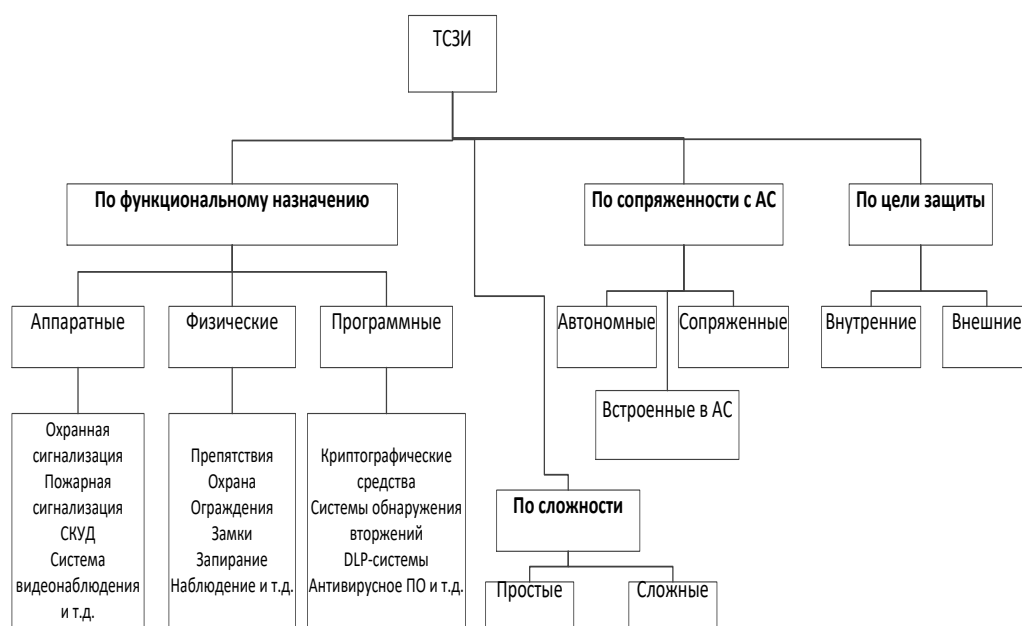 ТСЗИ
По функциональному назначению
По сопряженности с АС
По цели защиты
Аппаратные
Физические
Программные
Автономные
Сопряженные
Внутренние
Внешние
Встроенные в АС
Охранная
сигнализация
Пожарная
сигнализация
СКУД
Система
видеонаблюдения
и т.д.
Препятствия
Охрана
Ограждения
Замки
Запирание
Наблюдение и т.д.
Криптографические
средства
Системы обнаружения
вторжений
DLP-системы
Антивирусное ПО и т.д.
По сложности
Простые
Сложные